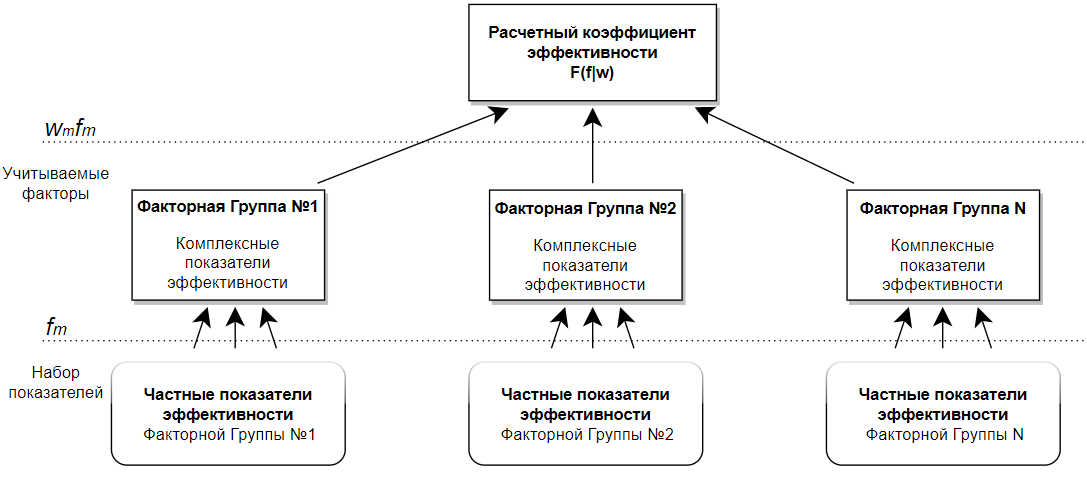 Расчетный коэффициент
эффективности
F(f|w)
wmfm
Учитываемые
факторы
Факторная Группа №1
Комплексные
показатели
эффективности
Факторная Группа №2
Комплексные
показатели
эффективности
Факторная Группа N
Комплексные
показатели
эффективности
fm
Набор
показателей
Частные показатели
эффективности
Факторной Группы №1
Частные показатели
эффективности
Факторной Группы №2
Частные показатели
эффективности
Факторной Группы N